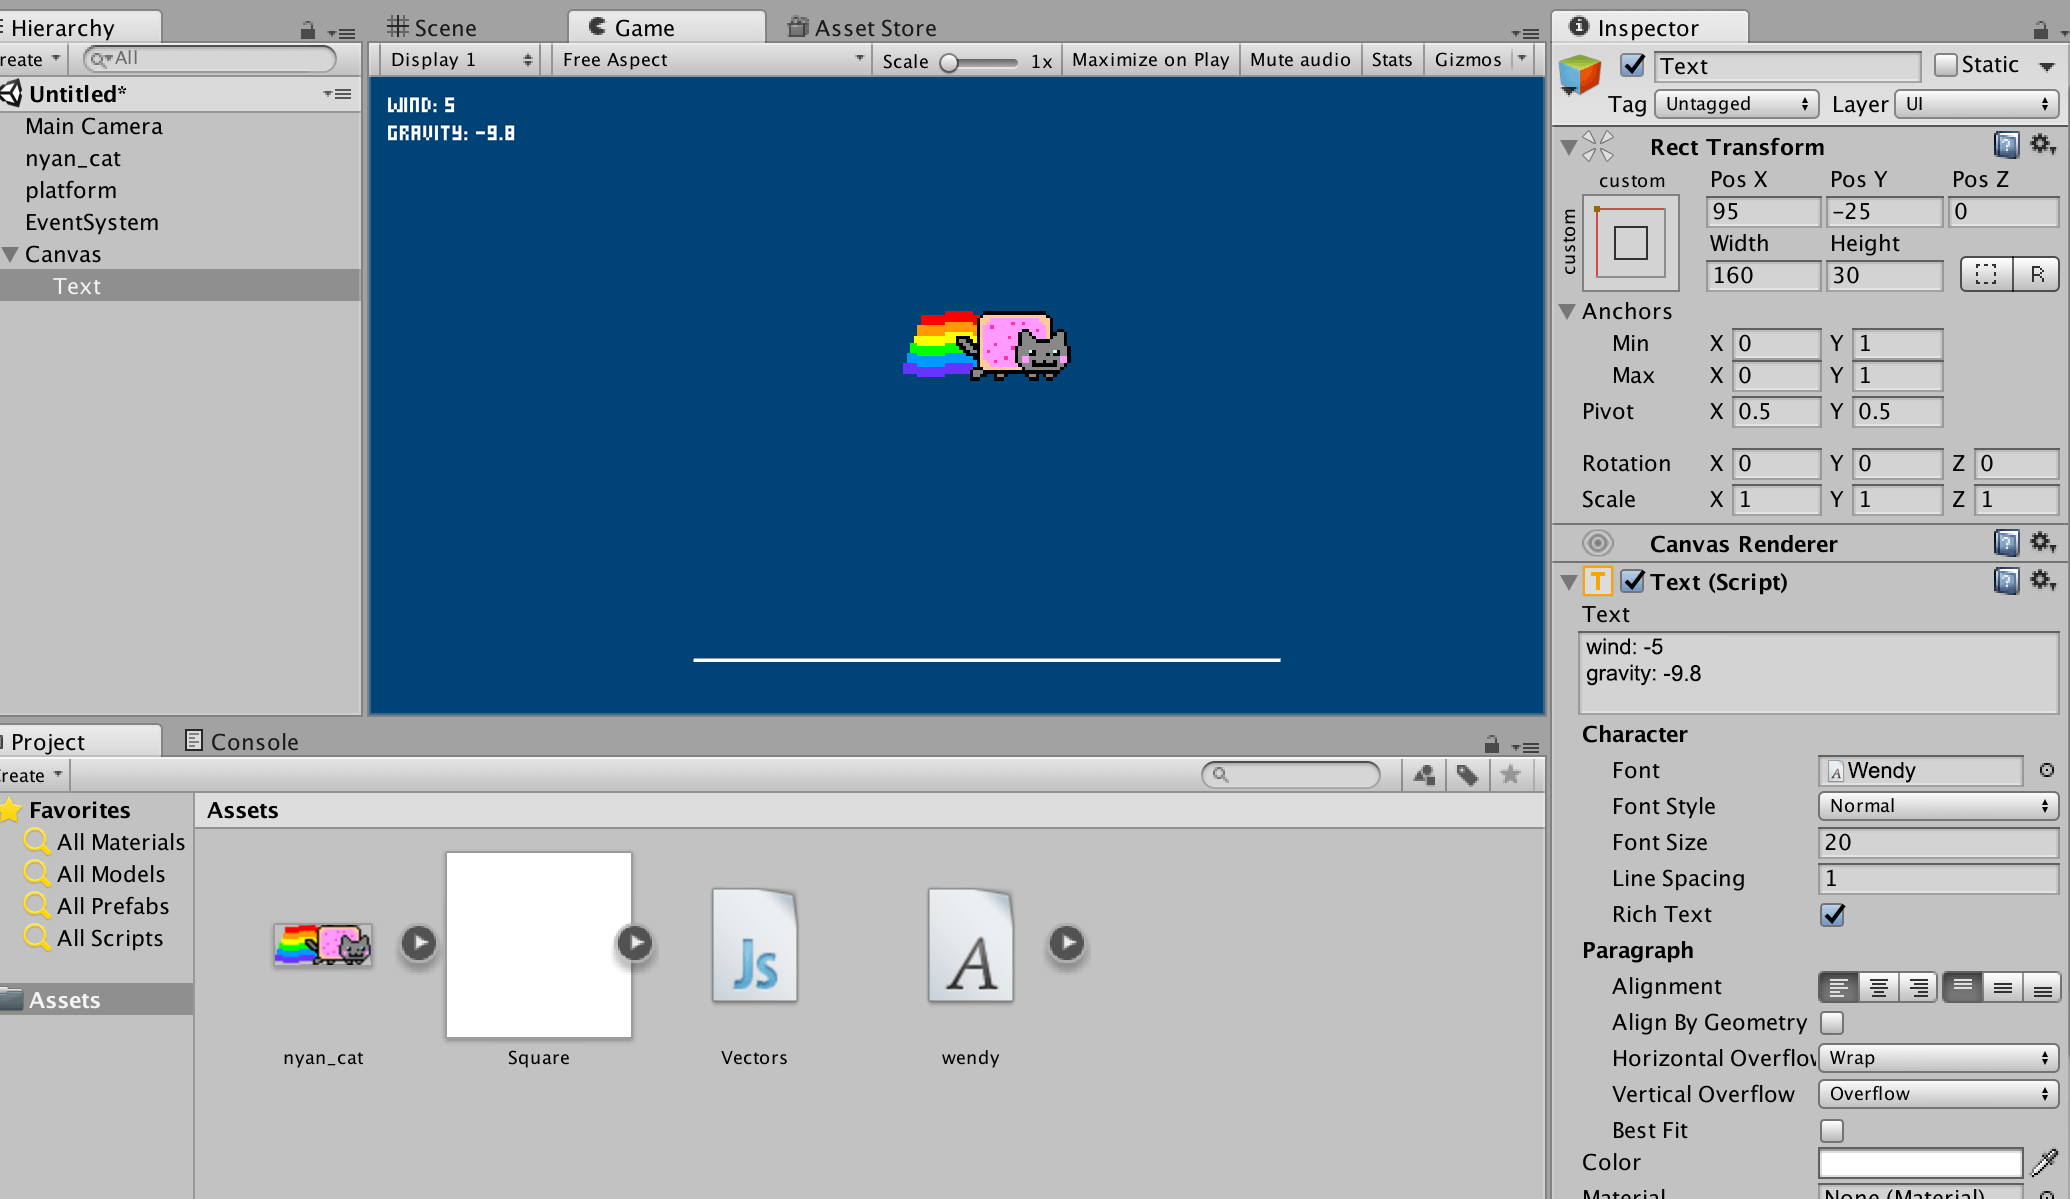 Hierarchy
Scene
Game
Asset Store
Inspector
reate
All
Display 1
Free Aspect
Scale
1x
Maximize on Play
Mute audio
Stats
Gizmos
Text
Static
Untitled*
Tag
Untagged
Layer
UI
Main Camera
nyan_cat
platform
EventSystem
Canvas
Text
WIND: 5
GRAVITY: -9.8
Rect Transform
custom
custom
Pos X
Pos Y
Pos Z
95
-25
0
Width
Height
160
30
R
Anchors
Min
X 0
Y 1
Max
X 0
Y 1
Pivot
X 0.5
Y 0.5
Rotation
X 0
Y 0
Z 0
Scale
X 1
Y 1
Z 1
Canvas Renderer
T
Text (Script)
Text
wind: -5
gravity: -9.8
Character
Font
Wendy
Font Style
Normal
Font Size
20
Line Spacing
1
Rich Text
Paragraph
Alignment
Align By Geometry
Horizontal Overflow
Wrap
Vertical Overflow
Overflow
Best Fit
Color
Material
None (Material)
Project
Console
reate
Favorites
All Materials
All Models
All Prefabs
All Scripts
Assets
Assets
Js
A
nyan_cat
Square
Vectors
wendy